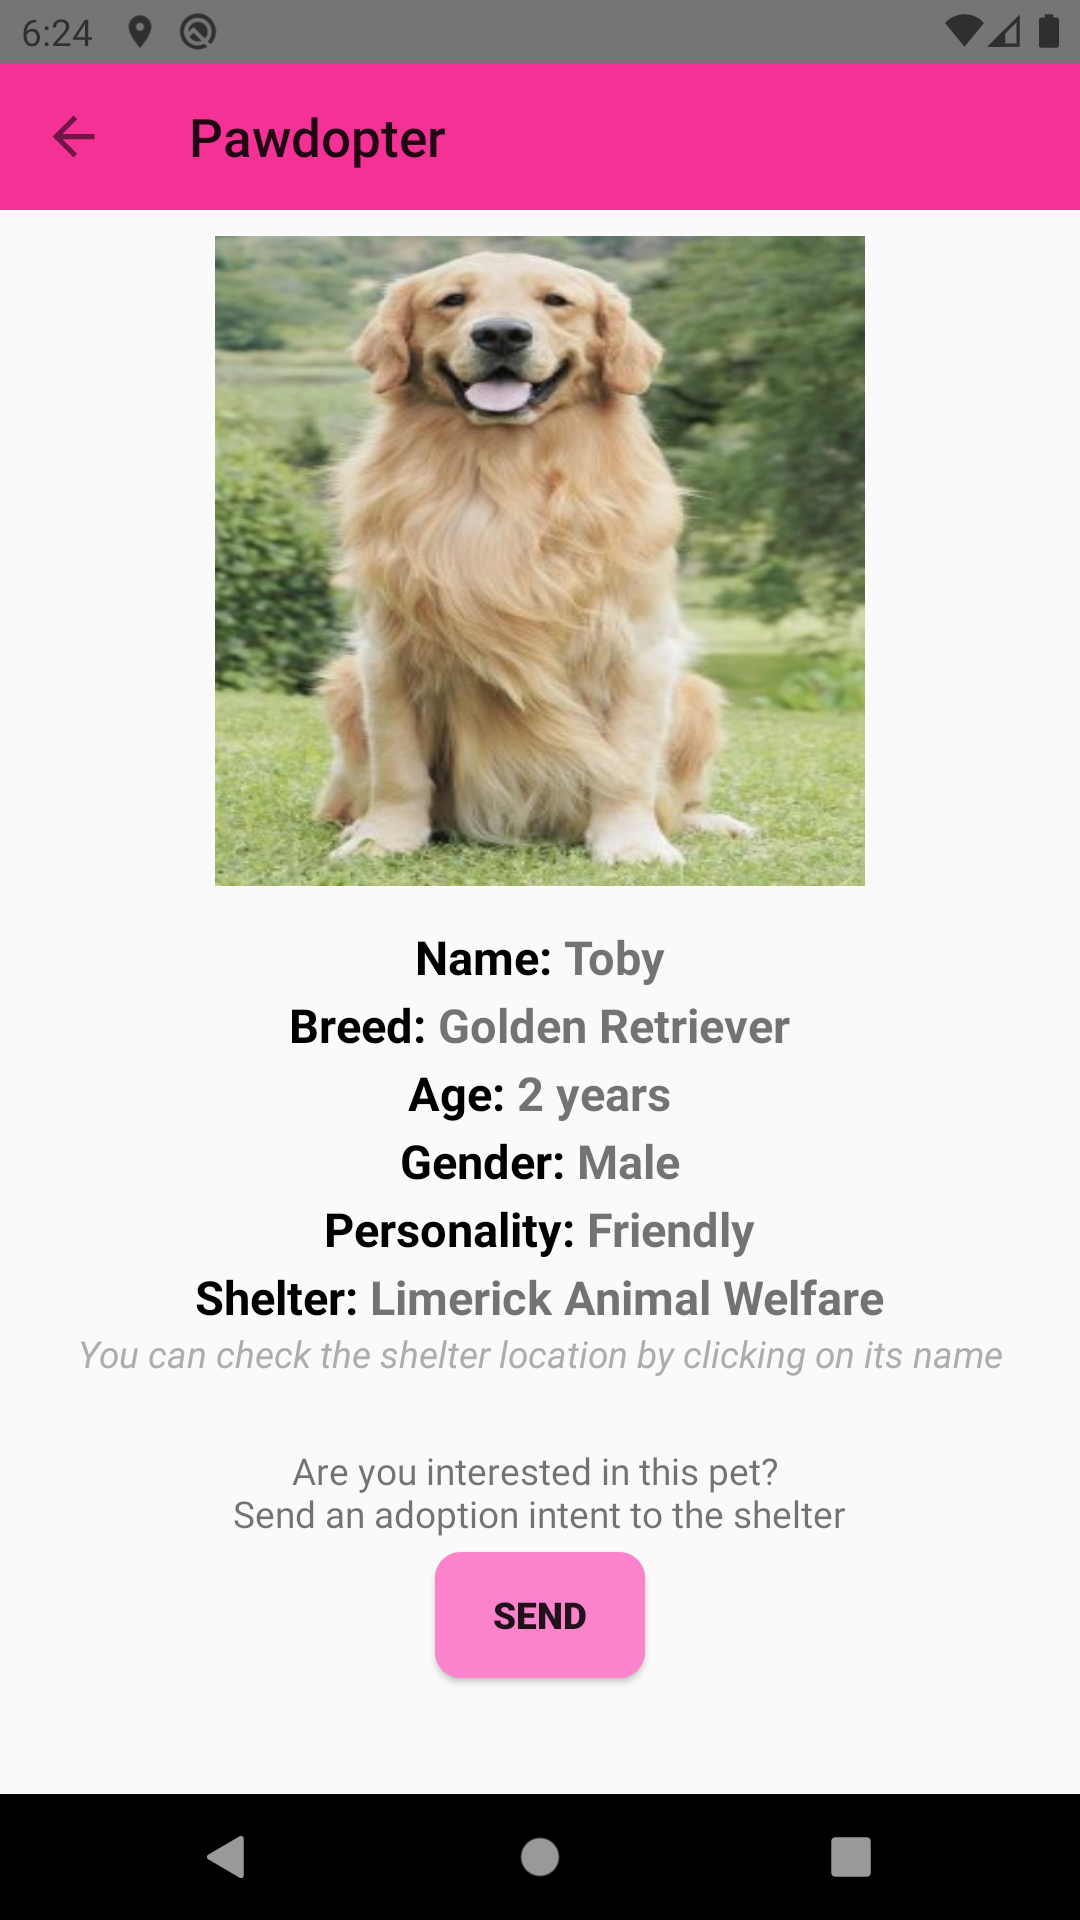 6:24
Pawdopter
Name: Toby
Breed: Golden Retriever
Age: 2 years
Gender: Male
Personality: Friendly
Shelter: Limerick Animal Welfare
You can check the shelter location by clicking on its name
Are you interested in this pet?
Send an adoption intent to the shelter
SEND